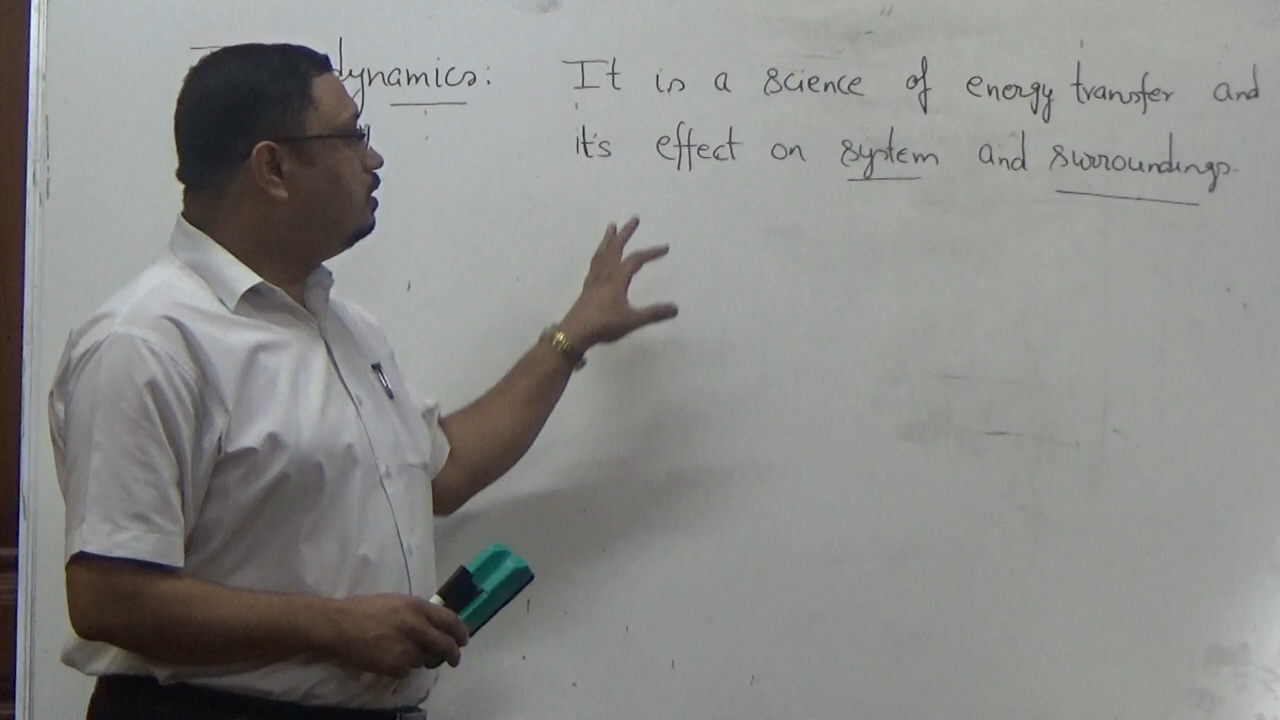 dynamics: It is a science of energy transfer and
it's effect on system and surroundings.